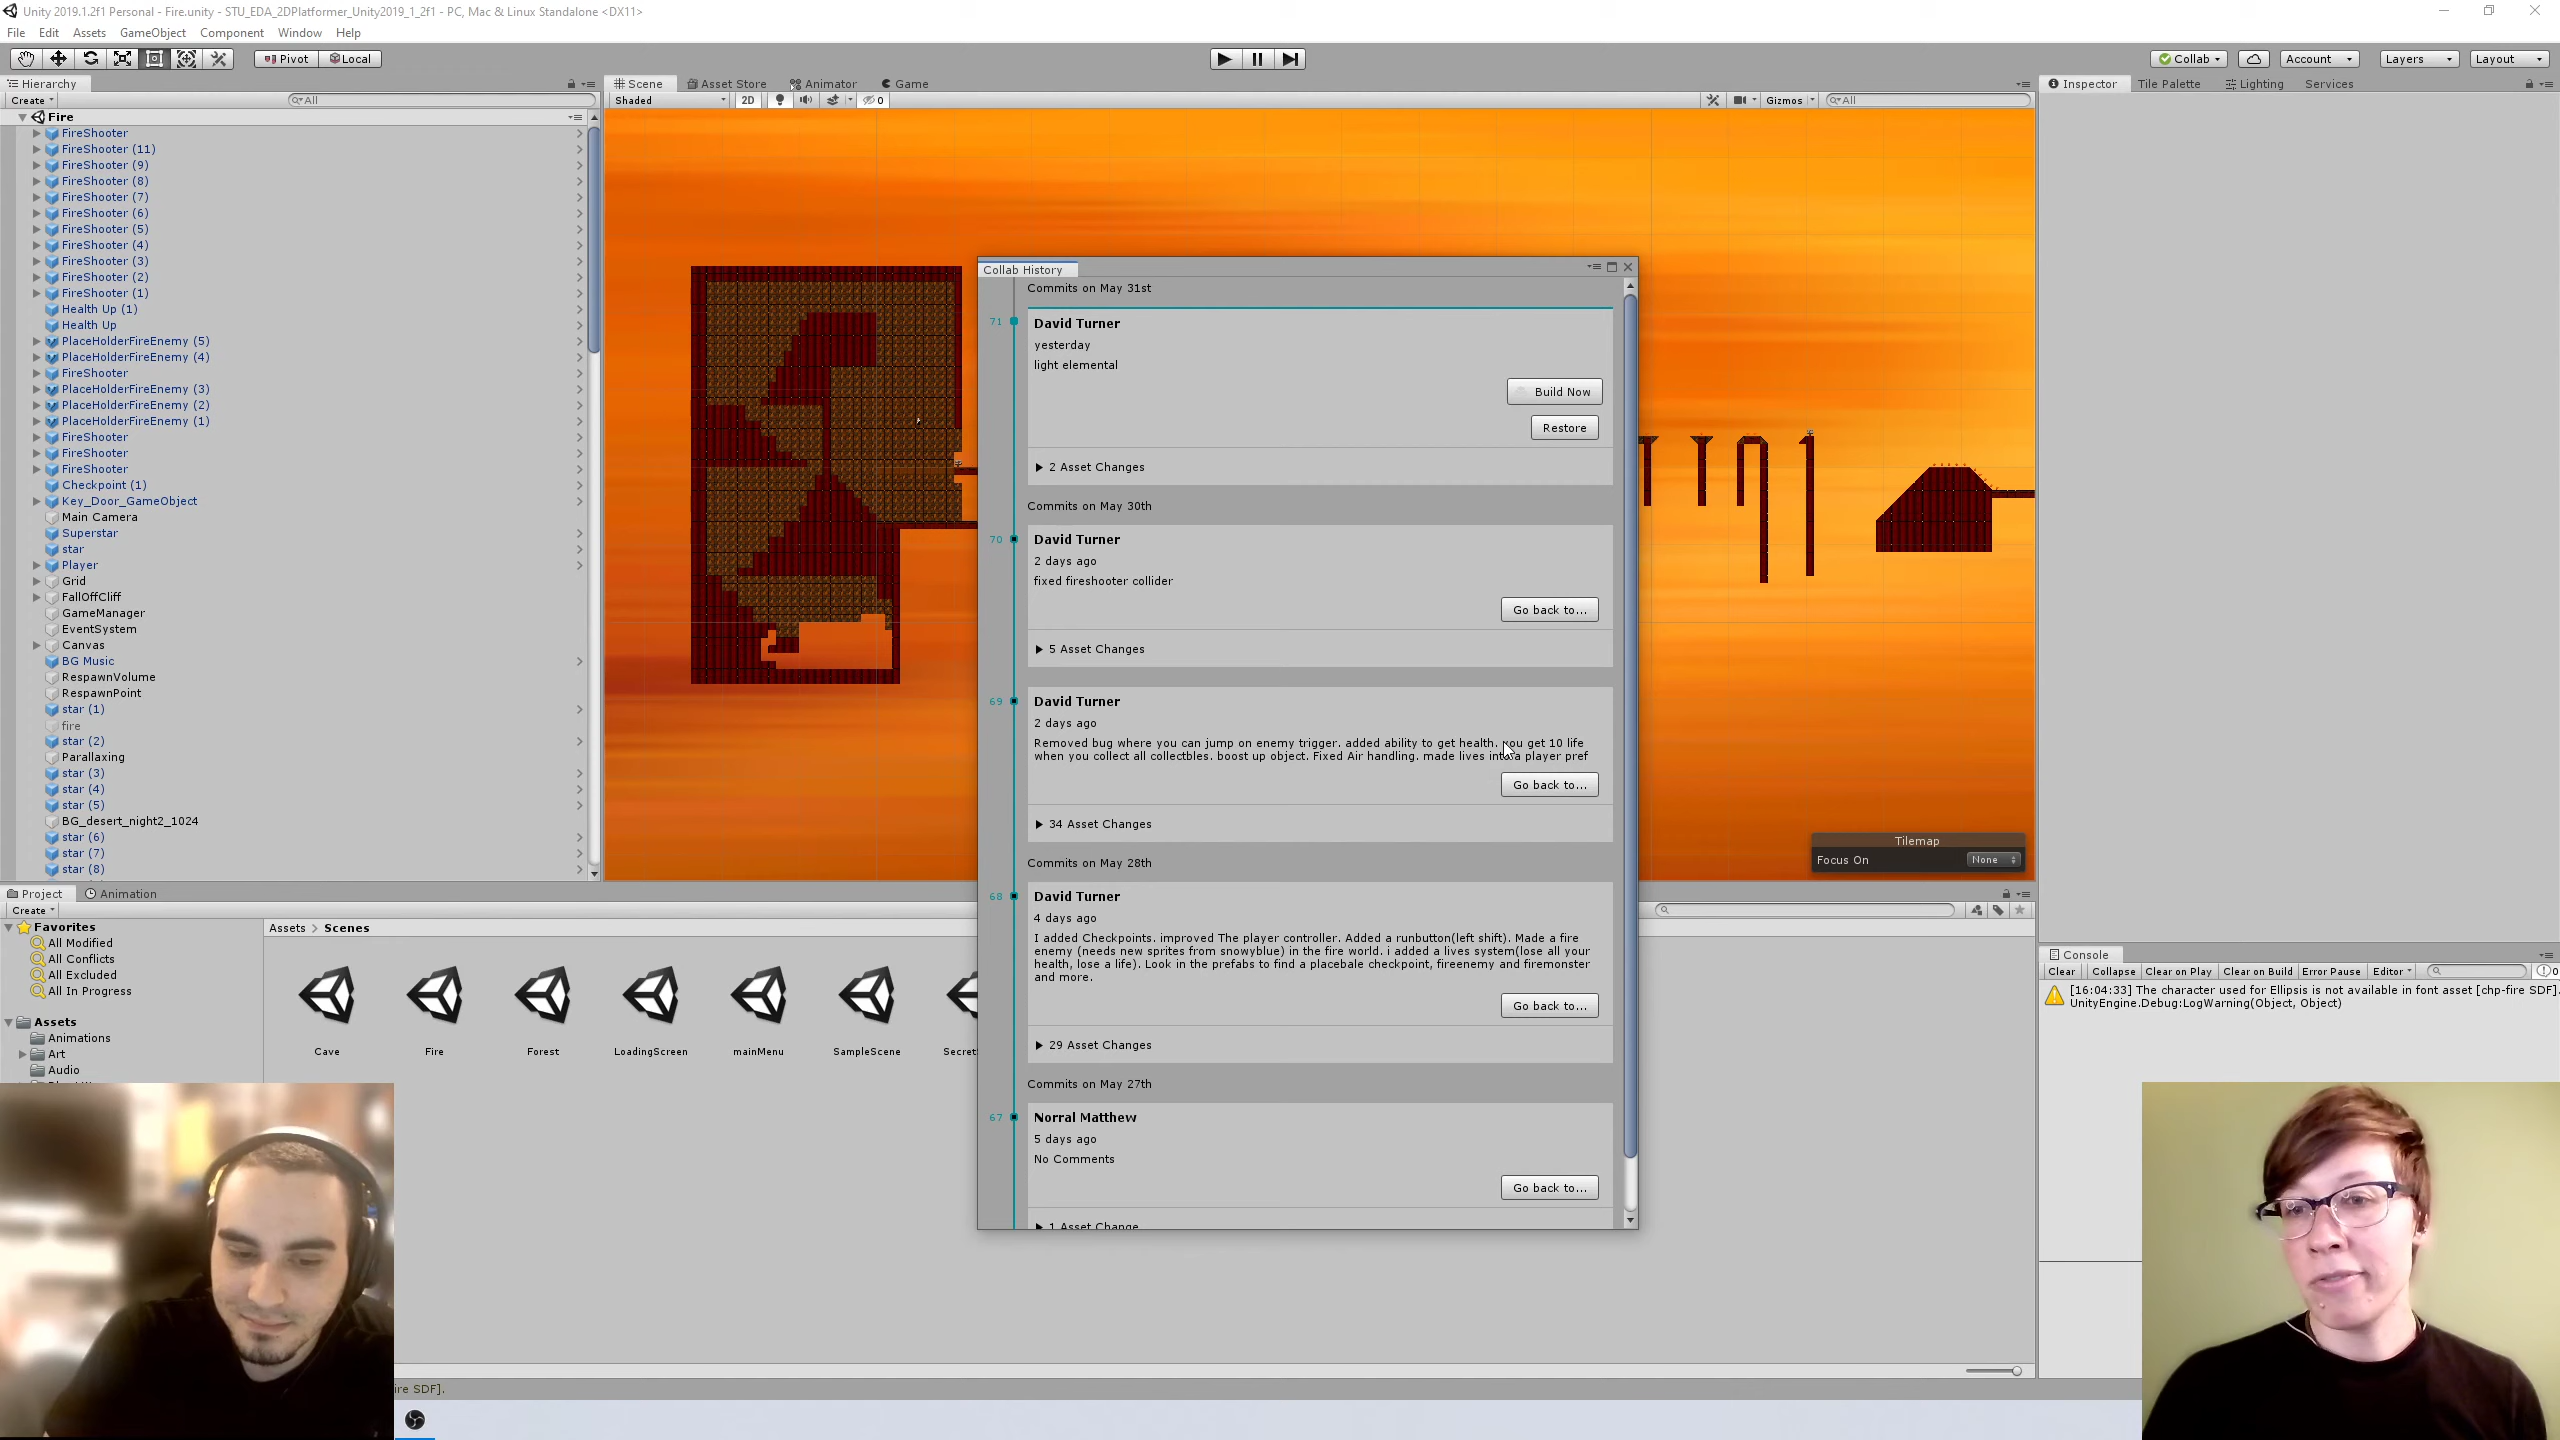 Unity 2019.1.2f1 Personal - Fire.unity - STU_EDA_2DPlatformer_Unity2019_1_2f1 - PC, Mac & Linux Standalone <DX11>
File Edit Assets GameObject Component Window Help
Pivot Local Collab Account Layers Layout
Hierarchy
Create All
Fire
FireShooter
FireShooter (11)
FireShooter (9)
FireShooter (8)
FireShooter (7)
FireShooter (6)
FireShooter (5)
FireShooter (4)
FireShooter (3)
FireShooter (2)
FireShooter (1)
Health Up (1)
Health Up
PlaceHolderFireEnemy (5)
PlaceHolderFireEnemy (4)
FireShooter
PlaceHolderFireEnemy (3)
PlaceHolderFireEnemy (2)
PlaceHolderFireEnemy (1)
FireShooter
FireShooter
FireShooter
Checkpoint (1)
Key_Door_GameObject
Main Camera
Superstar
star
Player
Grid
FallOffCliff
GameManager
EventSystem
Canvas
BG Music
RespawnVolume
RespawnPoint
star (1)
fire
star (2)
Parallaxing
star (3)
star (4)
star (5)
BG_desert_night2_1024
star (6)
star (7)
star (8)
Scene Asset Store Animator Game
Shaded 2D 0 Gizmos All
Collab History
Commits on May 31st
71
David Turner
yesterday
light elemental
Build Now
Restore
2 Asset Changes
Commits on May 30th
70
David Turner
2 days ago
fixed fireshooter collider
Go back to...
5 Asset Changes
69
David Turner
2 days ago
Removed bug where you can jump on enemy trigger. added ability to get health. you get 10 life
when you collect all collectbles. boost up object. Fixed Air handling. made lives into a player pref
Go back to...
34 Asset Changes
Commits on May 28th
68
David Turner
4 days ago
I added Checkpoints. improved The player controller. Added a runbutton(left shift). Made a fire
enemy (needs new sprites from snowyblue) in the fire world. i added a lives system(lose all your
health, lose a life). Look in the prefabs to find a placebale checkpoint, fireenemy and firemonster
and more.
Go back to...
29 Asset Changes
Commits on May 27th
67
Norral Matthew
5 days ago
No Comments
Go back to...
1 Asset Change
Tilemap
Focus On None
Inspector Tile Palette Lighting Services
Project Animation
Create
Favorites
All Modified
All Conflicts
All Excluded
All In Progress
Assets
Animations
Art
Audio
Assets > Scenes
Cave Fire Forest LoadingScreen mainMenu SampleScene
Console
Clear Collapse Clear on Play Clear on Build Error Pause Editor 0
[16:04:33] The character used for Ellipsis is not available in font asset [chp-fire SDF].
UnityEngine.Debug:LogWarning(Object, Object)
ire SDF].